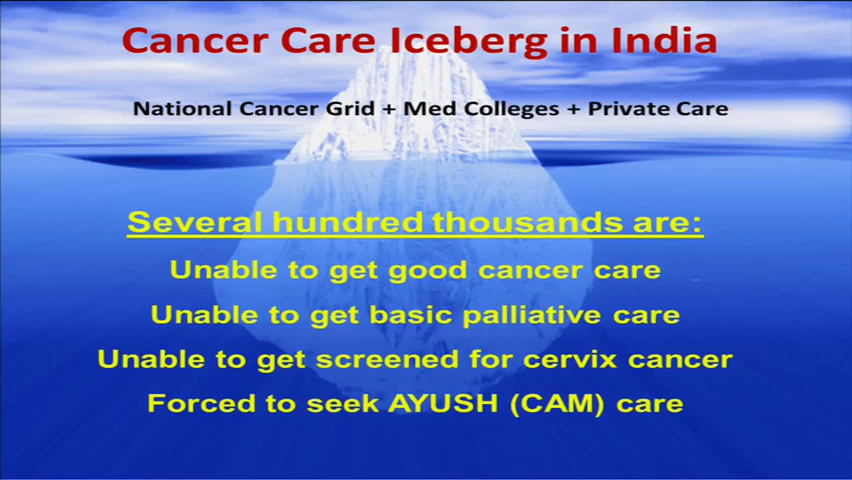 Cancer Care Iceberg in India
National Cancer Grid + Med Colleges + Private Care
Several hundred thousands are:
Unable to get good cancer care
Unable to get basic palliative care
Unable to get screened for cervix cancer
Forced to seek AYUSH (CAM) care